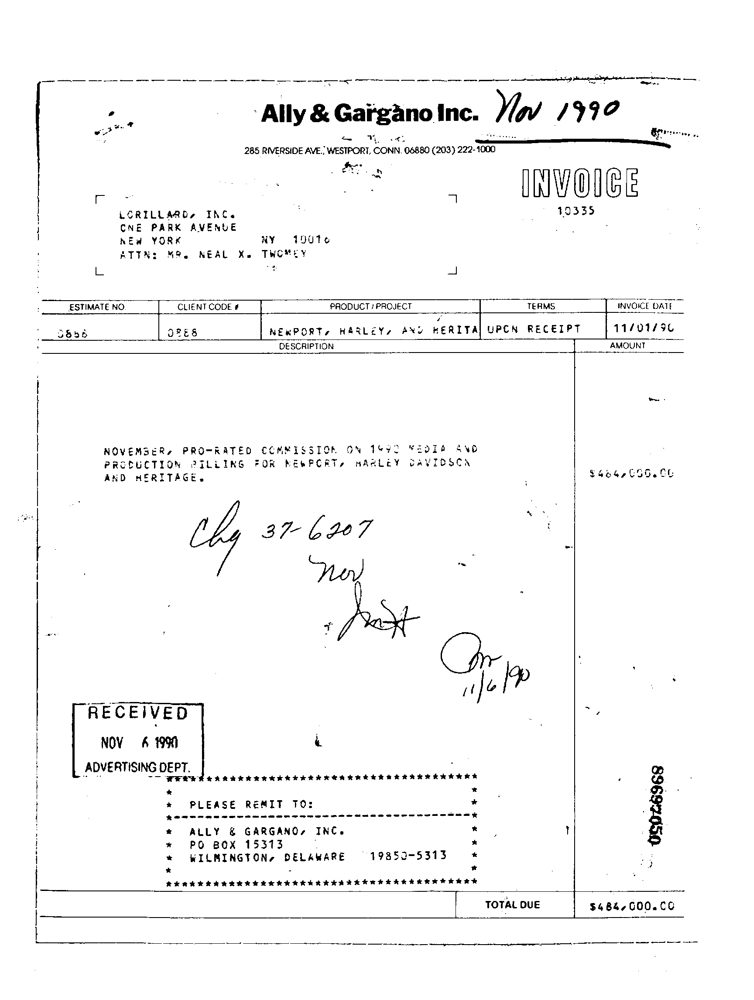 Ally & Gargano Inc. Nov 1990
285 RIVERSIDE AVE., WESTPORT, CONN. 06880 (203) 222-1000
INVOICE
10335
LORILLARD, INC.
ONE PARK AVENUE
NEW YORK NY 10016
ATTN: MR. NEAL X. TWOMEY
ESTIMATE NO. CLIENT CODE # PRODUCT / PROJECT TERMS INVOICE DATE
0856 0888 NEWPORT, HARLEY, AND HERITA UPON RECEIPT 11/01/90
DESCRIPTION AMOUNT
NOVEMBER, PRO-RATED COMMISSION ON 1990 MEDIA AND
PRODUCTION BILLING FOR NEWPORT, HARLEY DAVIDSON
AND HERITAGE. $484,000.00
Chg 37-6207
Nov
11/6/90
RECEIVED
NOV 6 1990
ADVERTISING DEPT.
****************************************
* *
* PLEASE REMIT TO: *
*--------------------------------------*
* ALLY & GARGANO, INC. *
* PO BOX 15313 *
* WILMINGTON, DELAWARE 19850-5313 *
* *
****************************************
TOTAL DUE $484,000.00